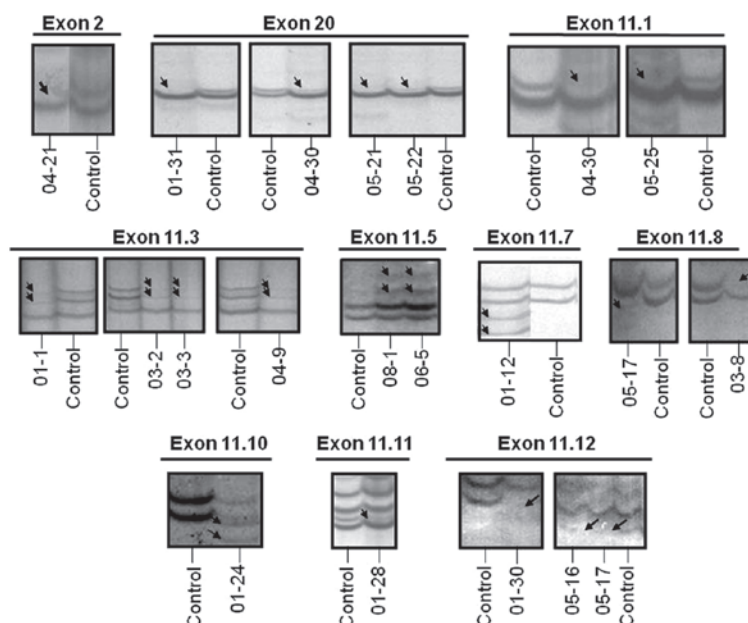 Exon 2 Exon 20 Exon 11.1
04-21 Control 01-31 Control Control 04-30 05-21 05-22 Control Control 04-30 05-25 Control
Exon 11.3 Exon 11.5 Exon 11.7 Exon 11.8
01-1 Control Control 03-2 03-3 Control 04-9 Control 08-1 06-5 01-12 Control 05-17 Control Control 03-8
Exon 11.10 Exon 11.11 Exon 11.12
Control 01-24 Control 01-28 Control 01-30 05-16 05-17 Control